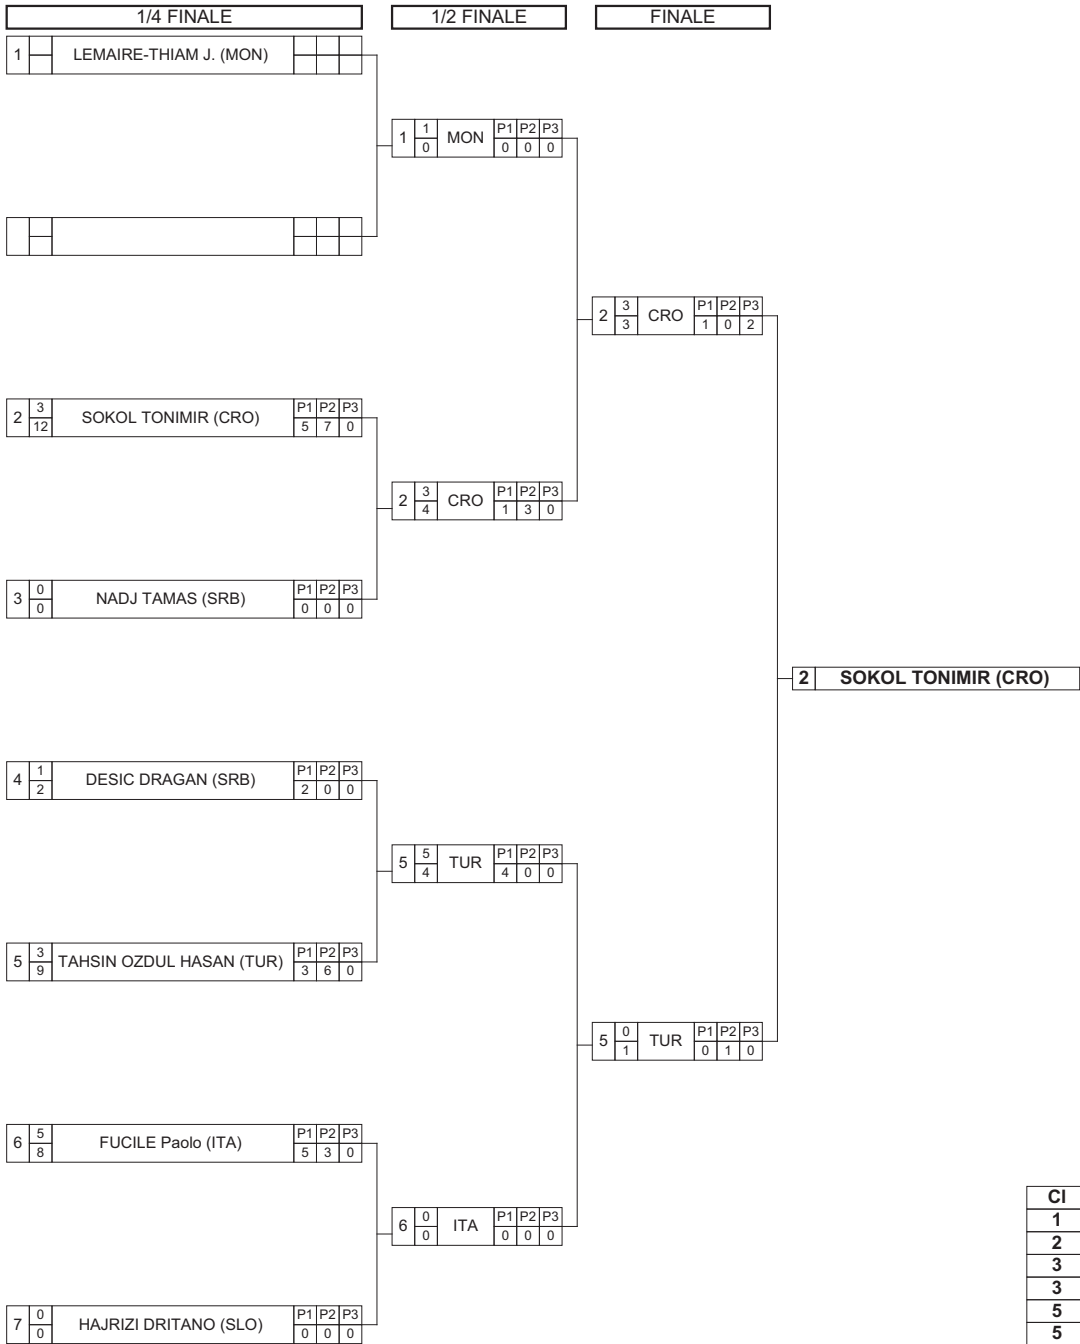 1/4 FINALE 1/2 FINALE FINALE
1 LEMAIRE-THIAM J. (MON)
1 1 MON P1 P2 P3
0 0 0 0
2 3 CRO P1 P2 P3
3 1 0 2
2 3 SOKOL TONIMIR (CRO) P1 P2 P3
12 5 7 0
2 3 CRO P1 P2 P3
4 1 3 0
3 0 NADJ TAMAS (SRB) P1 P2 P3
0 0 0 0
2 SOKOL TONIMIR (CRO)
4 1 DESIC DRAGAN (SRB) P1 P2 P3
2 2 0 0
5 5 TUR P1 P2 P3
4 4 0 0
5 3 TAHSIN OZDUL HASAN (TUR) P1 P2 P3
9 3 6 0
5 0 TUR P1 P2 P3
1 0 1 0
6 5 FUCILE Paolo (ITA) P1 P2 P3
8 5 3 0
6 0 ITA P1 P2 P3
0 0 0 0
7 0 HAJRIZI DRITANO (SLO) P1 P2 P3
0 0 0 0
Cl
1
2
3
3
5
5